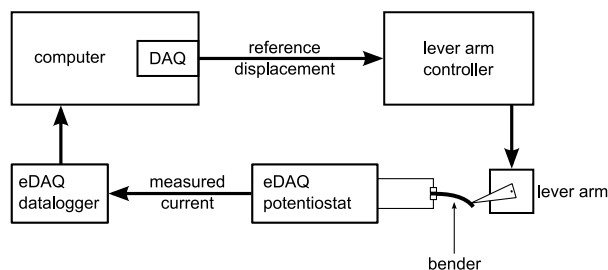 computer
DAQ
reference
displacement
lever arm
controller
eDAQ
datalogger
measured
current
eDAQ
potentiostat
lever arm
bender